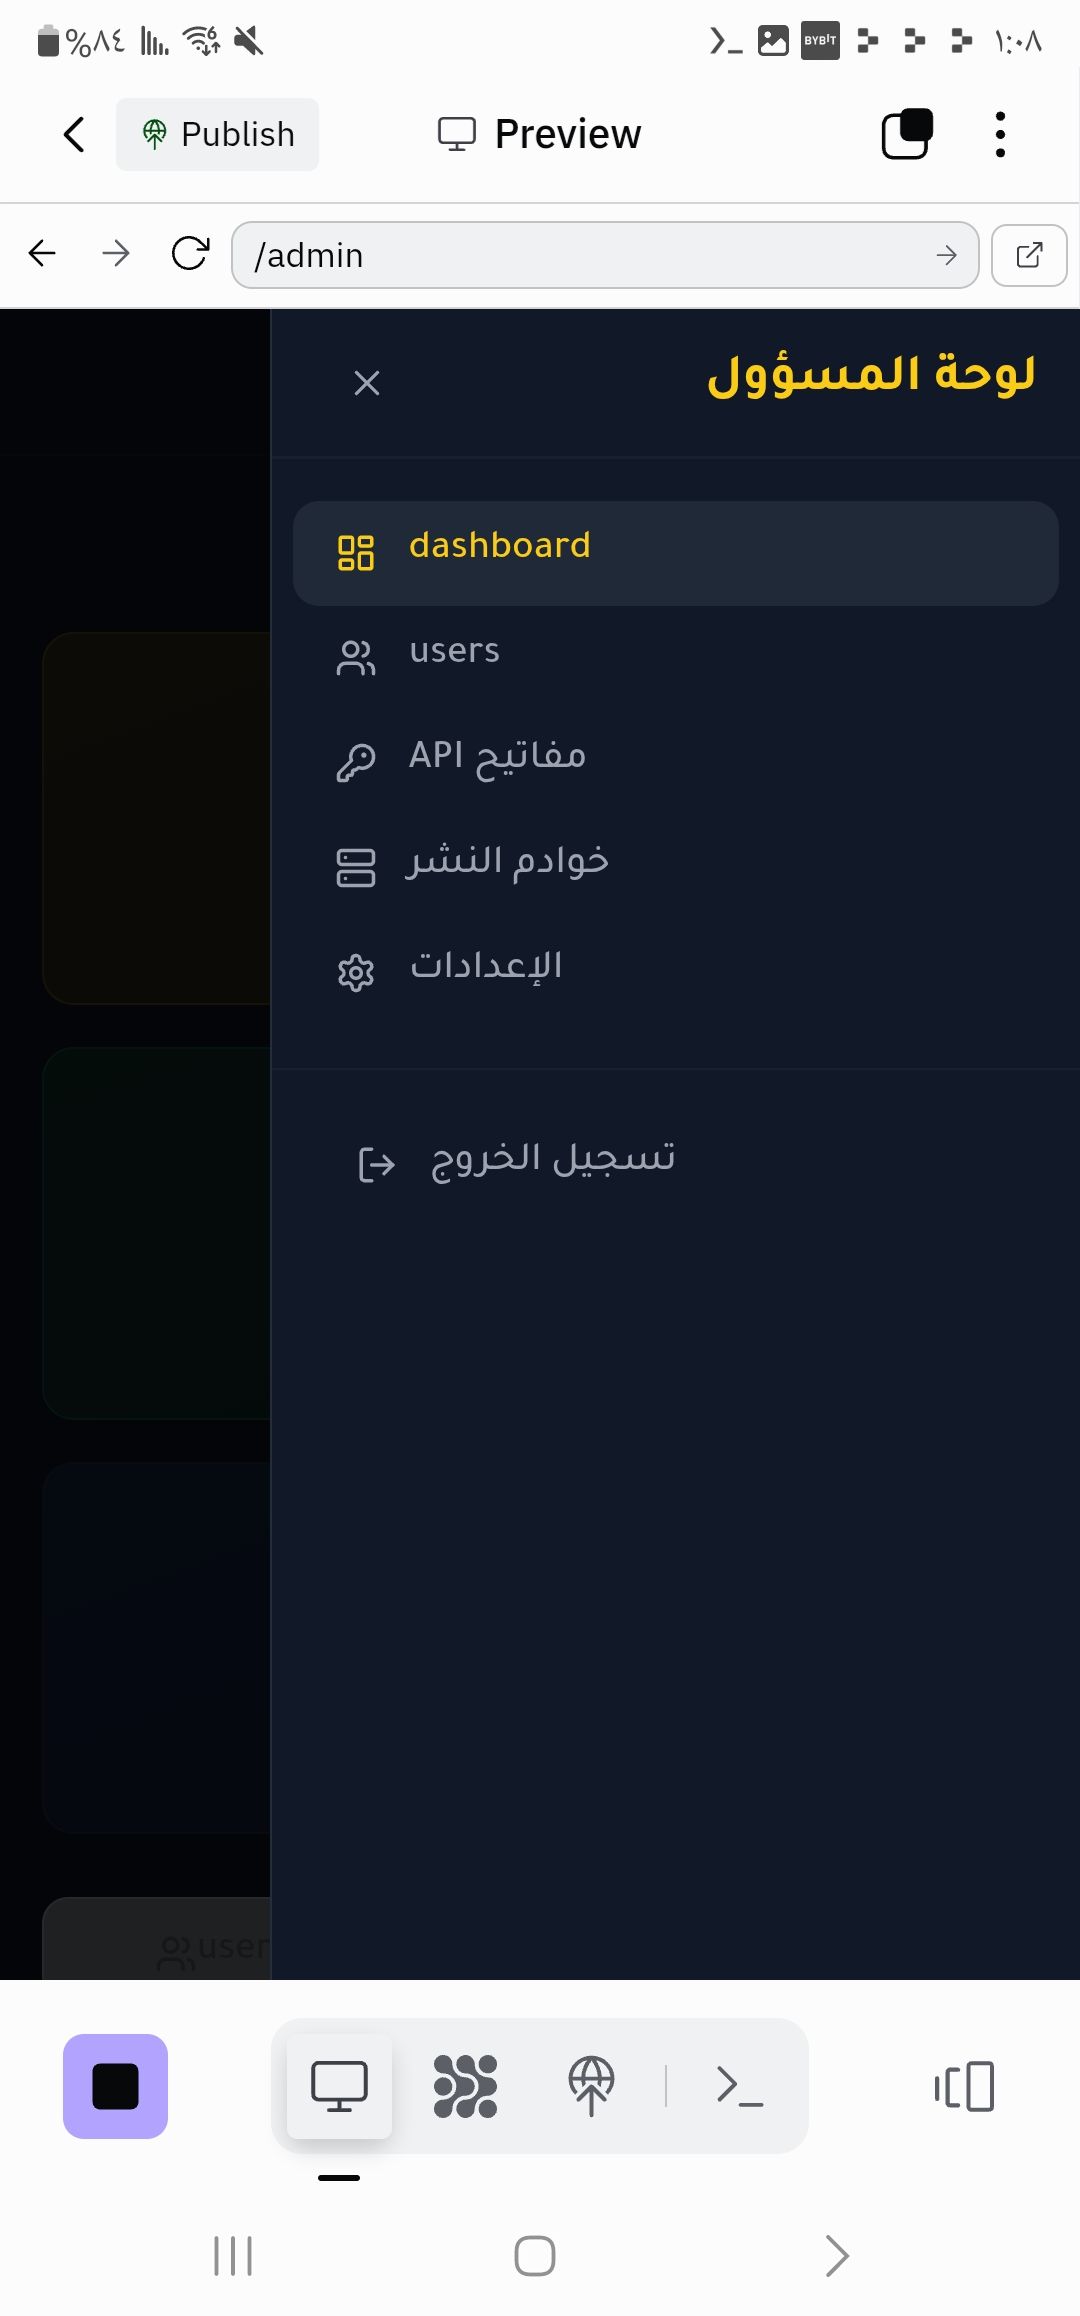 %٨٤
6
BYBIT
١:٠٨
Publish
Preview
/admin
لوحة المسؤول
dashboard
users
مفاتيح API
خوادم النشر
الإعدادات
تسجيل الخروج
user